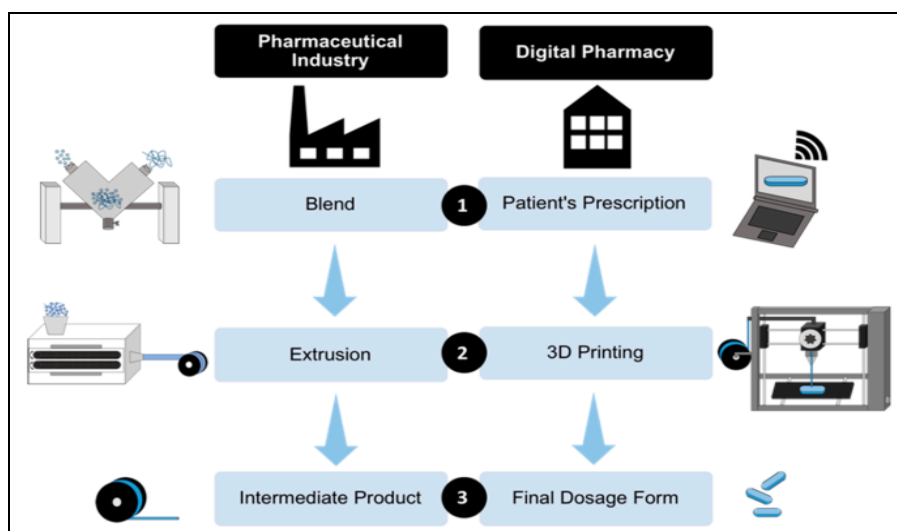 Pharmaceutical
Industry
Digital Pharmacy
Blend
1
Patient's Prescription
Extrusion
2
3D Printing
Intermediate Product
3
Final Dosage Form